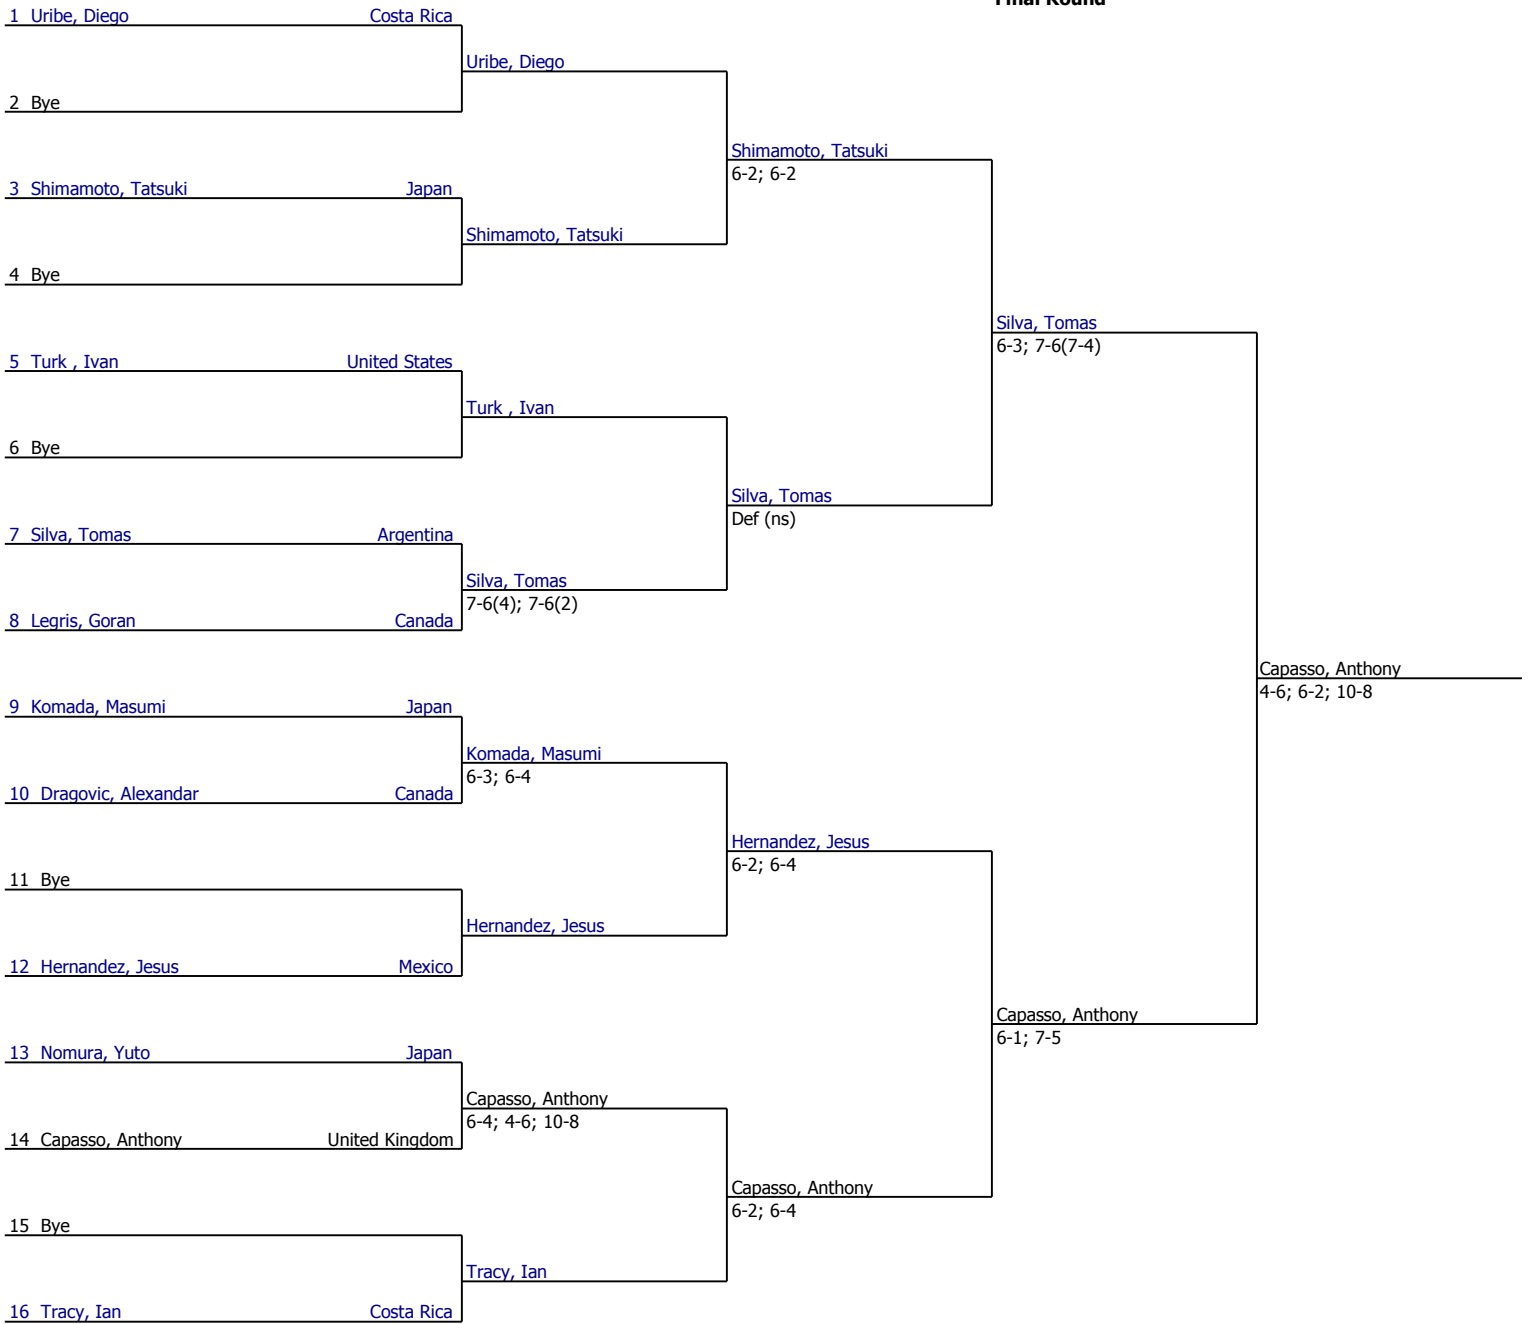 Final Round
1 Uribe, Diego Costa Rica
Uribe, Diego
2 Bye
Shimamoto, Tatsuki
6-2; 6-2
3 Shimamoto, Tatsuki Japan
Shimamoto, Tatsuki
4 Bye
Silva, Tomas
6-3; 7-6(7-4)
5 Turk , Ivan United States
Turk , Ivan
6 Bye
Silva, Tomas
Def (ns)
7 Silva, Tomas Argentina
Silva, Tomas
7-6(4); 7-6(2)
8 Legris, Goran Canada
Capasso, Anthony
4-6; 6-2; 10-8
9 Komada, Masumi Japan
Komada, Masumi
6-3; 6-4
10 Dragovic, Alexandar Canada
Hernandez, Jesus
6-2; 6-4
11 Bye
Hernandez, Jesus
12 Hernandez, Jesus Mexico
Capasso, Anthony
6-1; 7-5
13 Nomura, Yuto Japan
Capasso, Anthony
6-4; 4-6; 10-8
14 Capasso, Anthony United Kingdom
Capasso, Anthony
6-2; 6-4
15 Bye
Tracy, Ian
16 Tracy, Ian Costa Rica